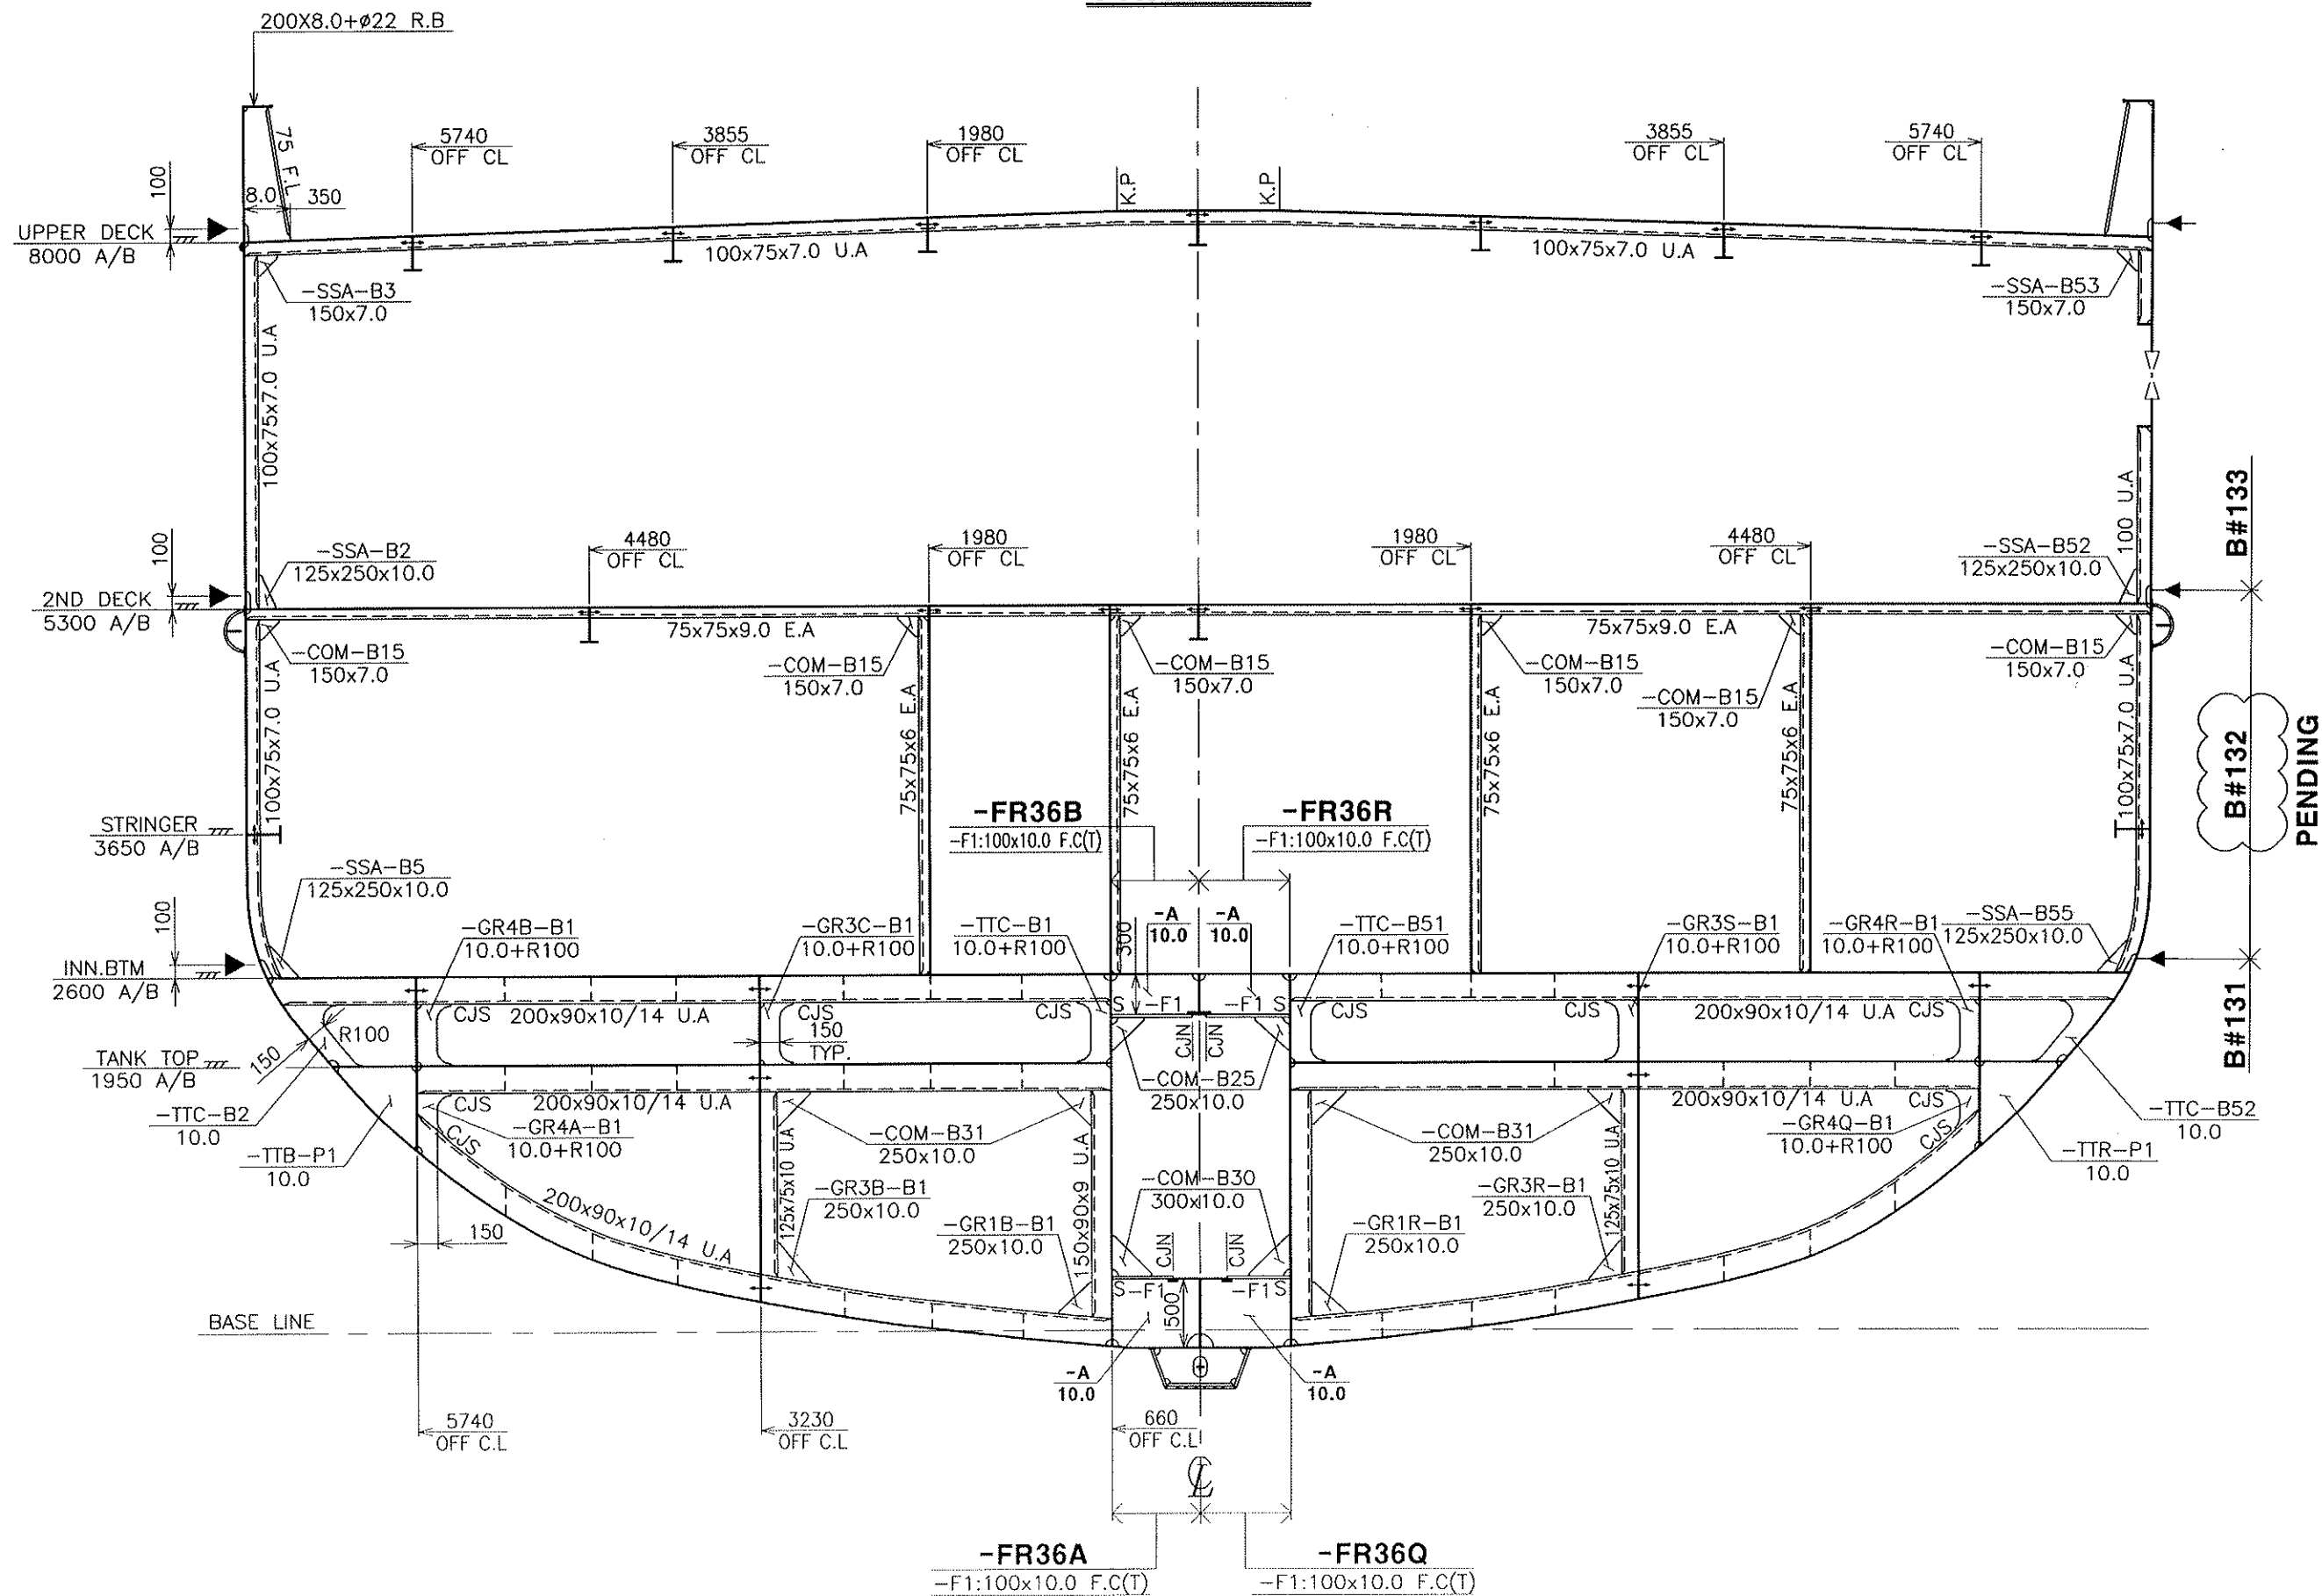 200X8.0+ø22 R.B
75 F.L
8.0
350
100
UPPER DECK
8000 A/B
5740
OFF CL
3855
OFF CL
1980
OFF CL
K.P
K.P
3855
OFF CL
5740
OFF CL
100x75x7.0 U.A
100x75x7.0 U.A
-SSA-B3
150x7.0
-SSA-B53
150x7.0
100x75x7.0 U.A
100 U.A
B#133
100
2ND DECK
5300 A/B
-SSA-B2
125x250x10.0
4480
OFF CL
1980
OFF CL
1980
OFF CL
4480
OFF CL
-SSA-B52
125x250x10.0
75x75x9.0 E.A
75x75x9.0 E.A
-COM-B15
150x7.0
-COM-B15
150x7.0
-COM-B15
150x7.0
-COM-B15
150x7.0
-COM-B15
150x7.0
-COM-B15
150x7.0
100x75x7.0 U.A
75x75x6 E.A
75x75x6 E.A
75x75x6 E.A
75x75x6 E.A
100x75x7.0 U.A
B#132
PENDING
STRINGER
3650 A/B
-FR36B
-F1:100x10.0 F.C(T)
-FR36R
-F1:100x10.0 F.C(T)
-SSA-B5
125x250x10.0
100
INN.BTM
2600 A/B
-GR4B-B1
10.0+R100
-GR3C-B1
10.0+R100
-TTC-B1
10.0+R100
300
-A
10.0
-A
10.0
-TTC-B51
10.0+R100
-GR3S-B1
10.0+R100
-GR4R-B1
10.0+R100
-SSA-B55
125x250x10.0
B#131
CJS
200x90x10/14 U.A
CJS
CJS
S
-F1
-F1
S
CJS
CJS
200x90x10/14 U.A
CJS
R100
150
150
TYP.
CJN
CJN
TANK TOP
1950 A/B
-COM-B25
250x10.0
-TTC-B2
10.0
-TTB-P1
10.0
CJS
200x90x10/14 U.A
CJS
-GR4A-B1
10.0+R100
-COM-B31
250x10.0
-COM-B31
250x10.0
200x90x10/14 U.A
CJS
-GR4Q-B1
10.0+R100
CJS
-TTC-B52
10.0
-TTR-P1
10.0
125x75x10 U.A
-GR3B-B1
250x10.0
-GR1B-B1
250x10.0
150x90x9 U.A
-COM-B30
300x10.0
-GR3R-B1
250x10.0
-GR1R-B1
250x10.0
125x75x10 UA
150
200x90x10/14 U.A
CJN
CJN
S
-F1
-F1
S
500
BASE LINE
-A
10.0
-A
10.0
5740
OFF C.L
3230
OFF C.L
660
OFF C.L
CL
-FR36A
-F1:100x10.0 F.C(T)
-FR36Q
-F1:100x10.0 F.C(T)